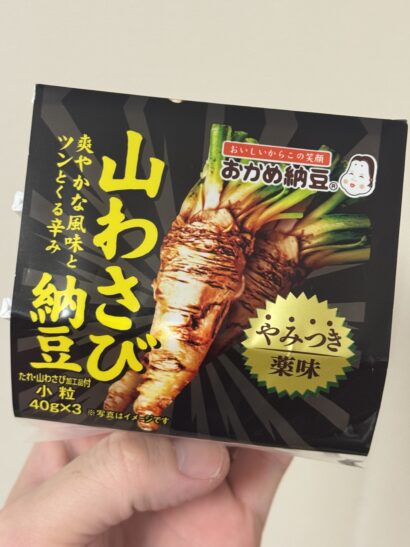 おいしいからこの笑顔
おかめ納豆®
山わさび
納豆
爽やかな風味と
ツンとくる辛み
やみつき
薬味
たれ・山わさび加工品付
小粒
40g×3
※写真はイメージです